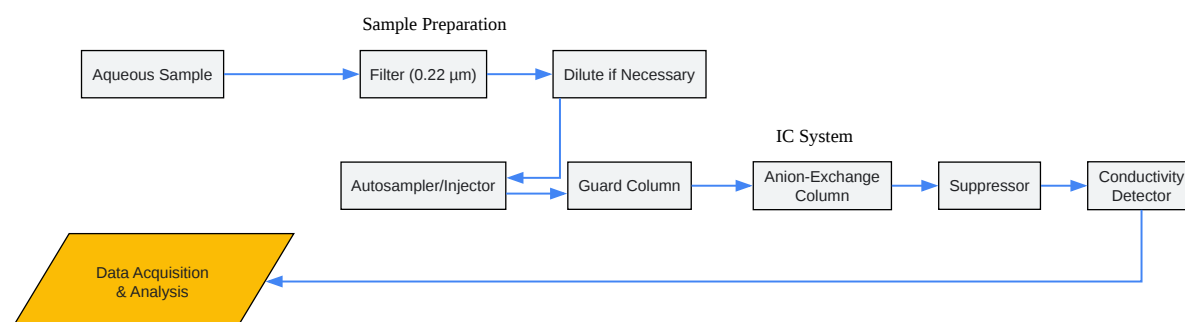 Sample Preparation
Aqueous Sample
Filter (0.22 µm)
Dilute if Necessary
IC System
Autosampler/Injector
Guard Column
Anion-Exchange
Column
Suppressor
Conductivity
Detector
Data Acquisition
& Analysis